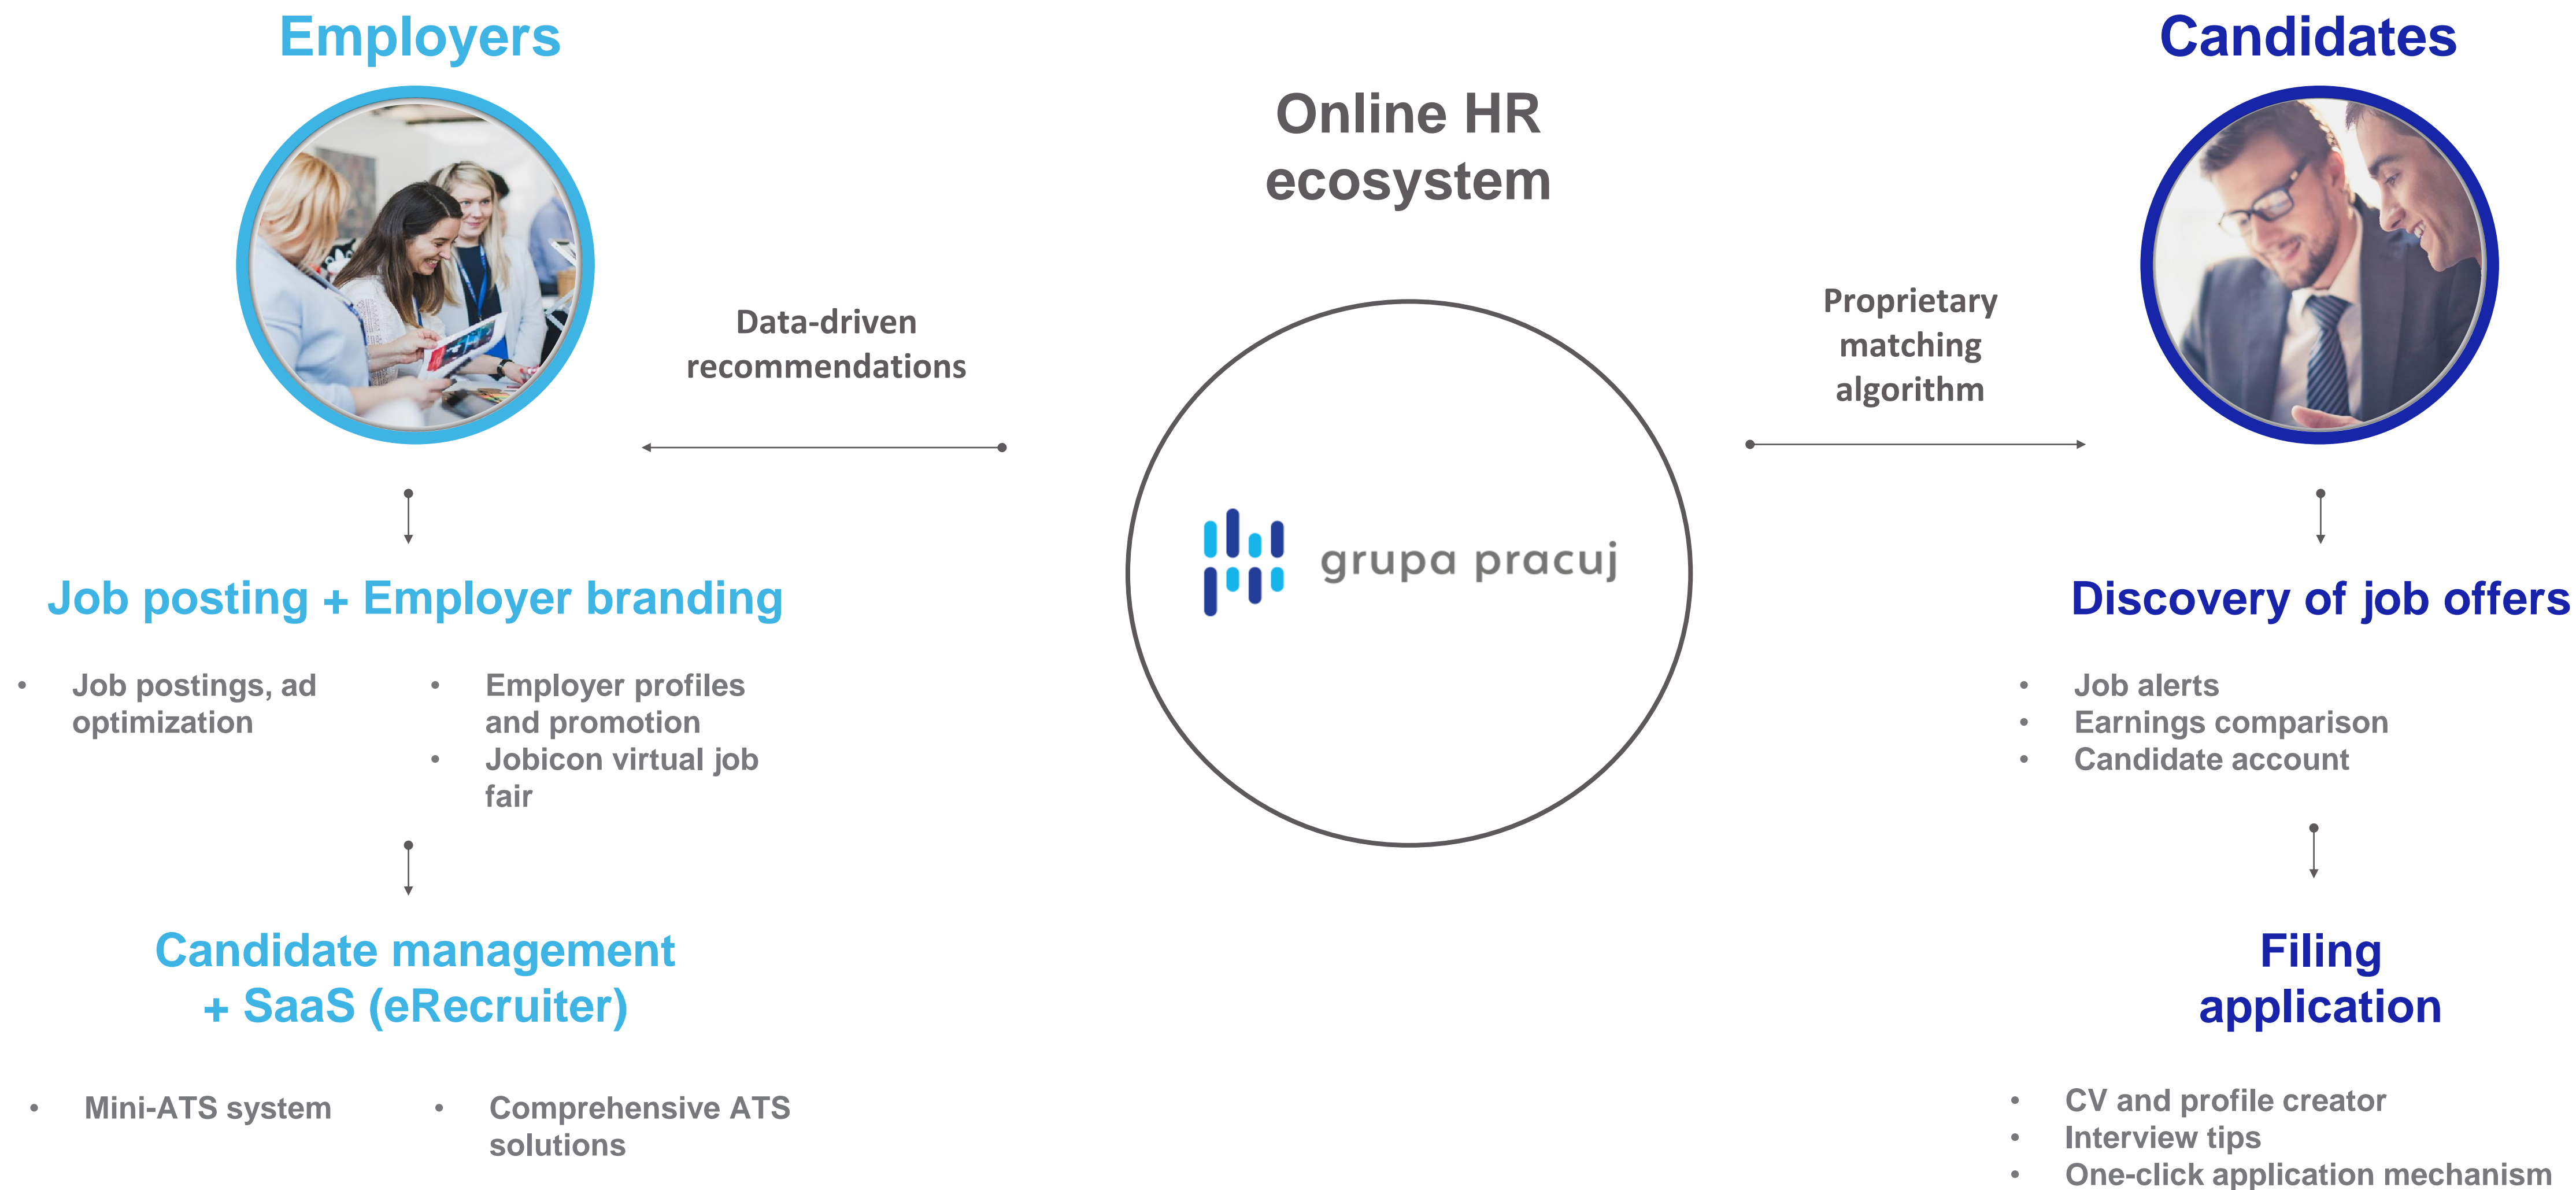 Employers
Data-driven
recommendations
Job posting + Employer branding
• Job postings, ad
optimization
• Employer profiles
and promotion
• Jobicon virtual job
fair
Candidate management
+ SaaS (eRecruiter)
• Mini-ATS system
• Comprehensive ATS
solutions
Online HR
ecosystem
grupa pracuj
Proprietary
matching
algorithm
Candidates
Discovery of job offers
• Job alerts
• Earnings comparison
• Candidate account
Filing
application
• CV and profile creator
• Interview tips
• One-click application mechanism